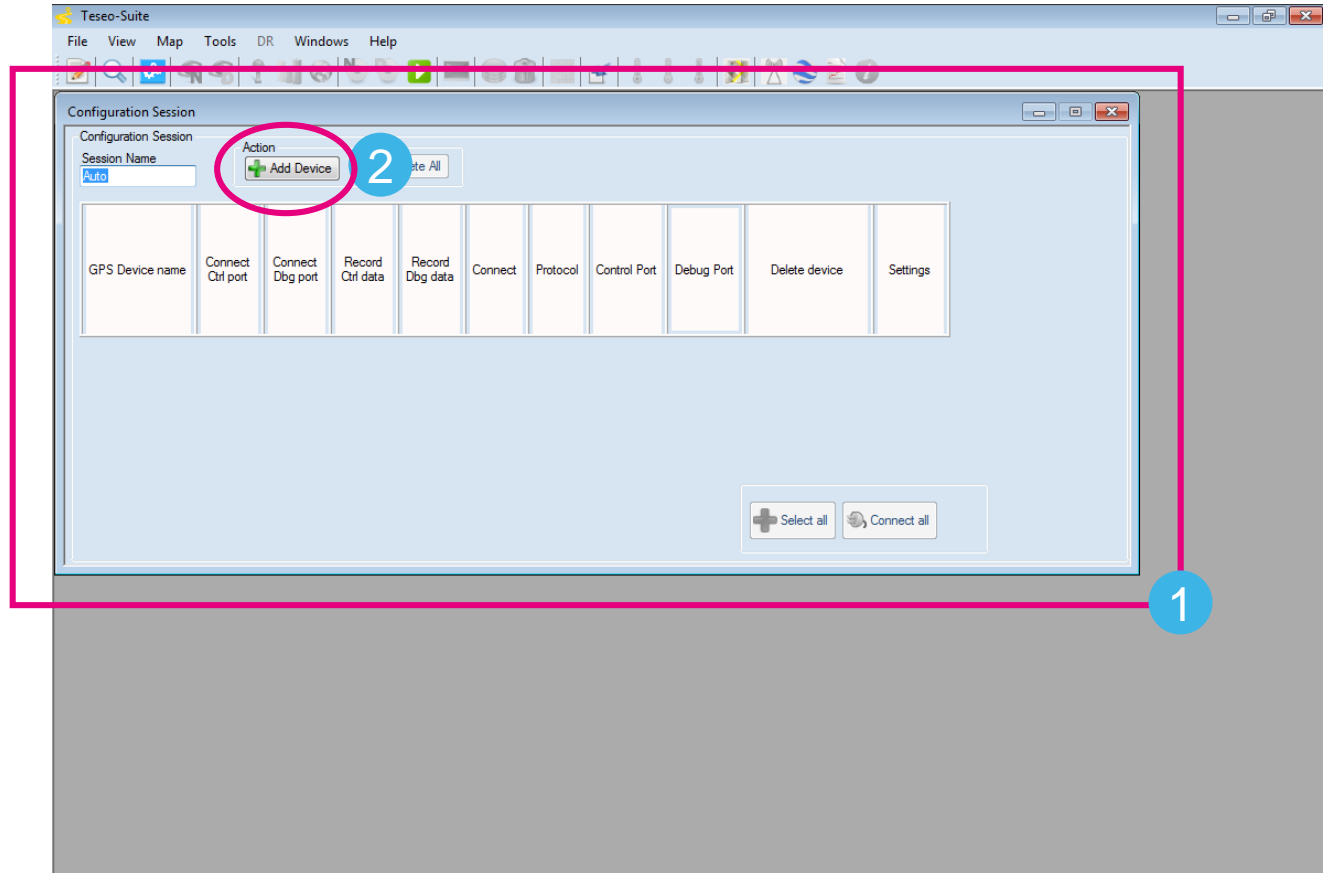 Teseo-Suite
File View Map Tools DR Windows Help
Configuration Session
Configuration Session
Session Name
Auto
Action
Add Device
2
All
GPS Device name
Connect
Ctrl port
Connect
Dbg port
Record
Ctrl data
Record
Dbg data
Connect
Protocol
Control Port
Debug Port
Delete device
Settings
Select all
Connect all
1